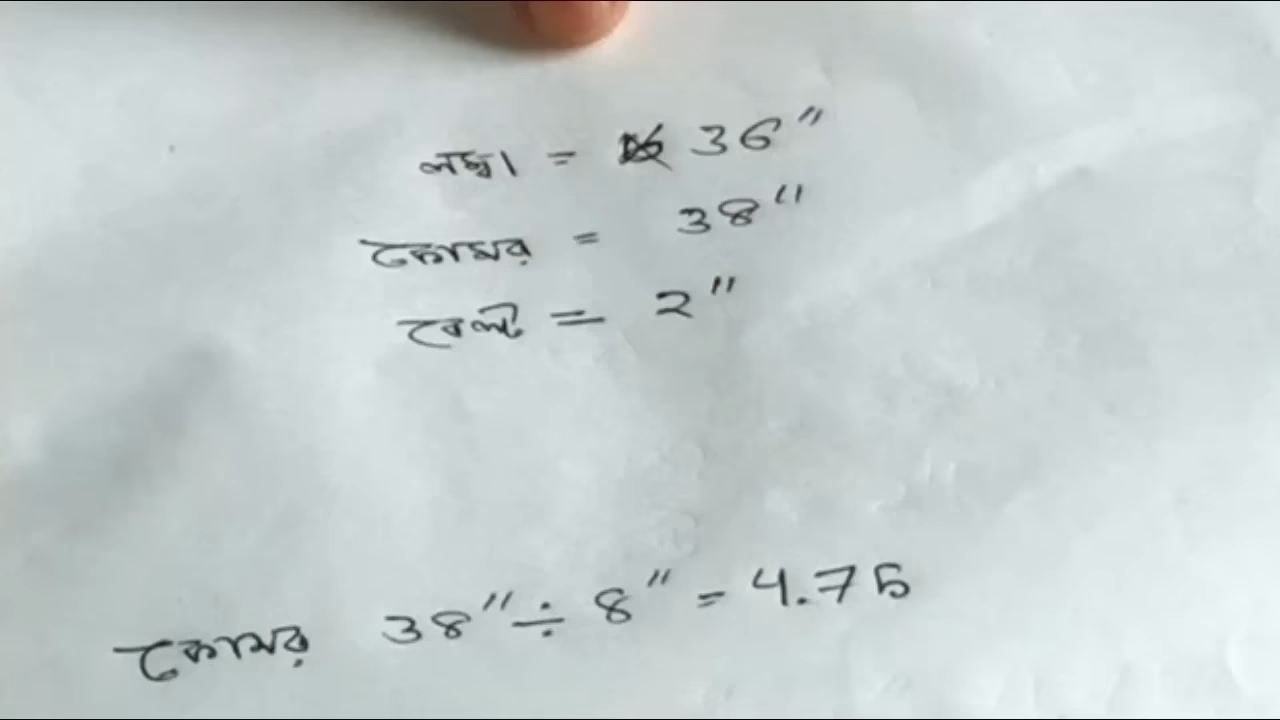 লম্বা = 36"
কোমর = 38"
বেল্ট = 2"
কোমর 38" ÷ 8" = 4.75